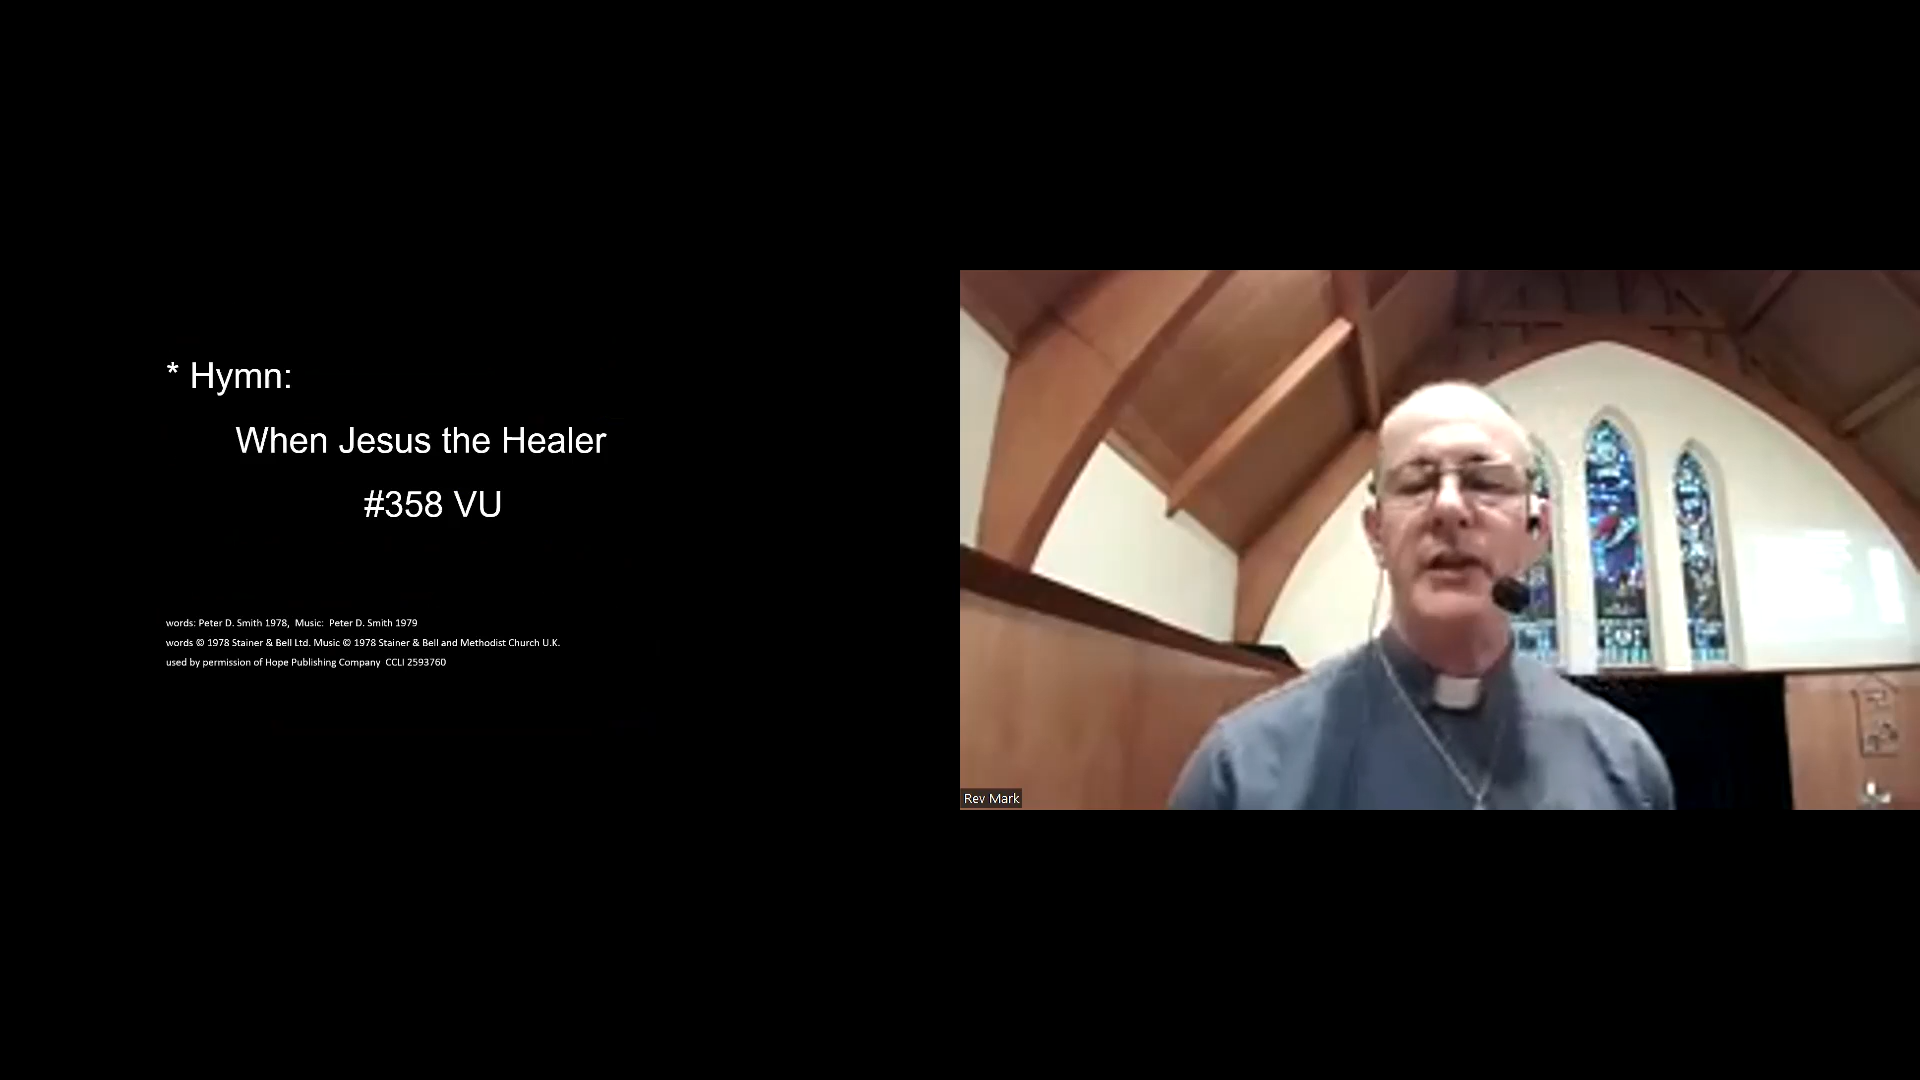 * Hymn:
When Jesus the Healer
#358 VU
words: Peter D. Smith 1978,  Music:  Peter D. Smith 1979
words © 1978 Stainer & Bell Ltd. Music © 1978 Stainer & Bell and Methodist Church U.K.
used by permission of Hope Publishing Company  CCLI 2593760
Rev Mark